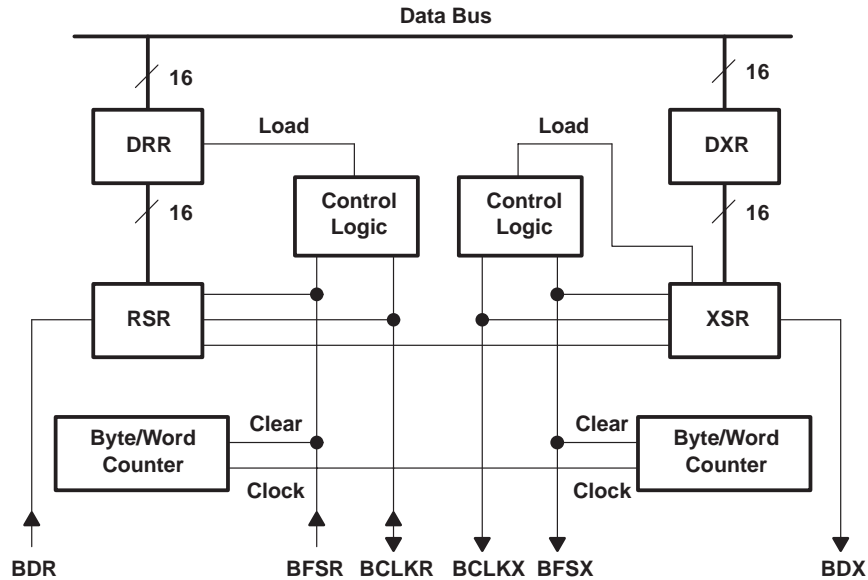 Data Bus
16
16
DRR
Load
Load
DXR
Control
Logic
Control
Logic
16
16
RSR
XSR
Byte/Word
Counter
Clear
Clear
Byte/Word
Counter
Clock
Clock
BDR
BFSR
BCLKR
BCLKX
BFSX
BDX